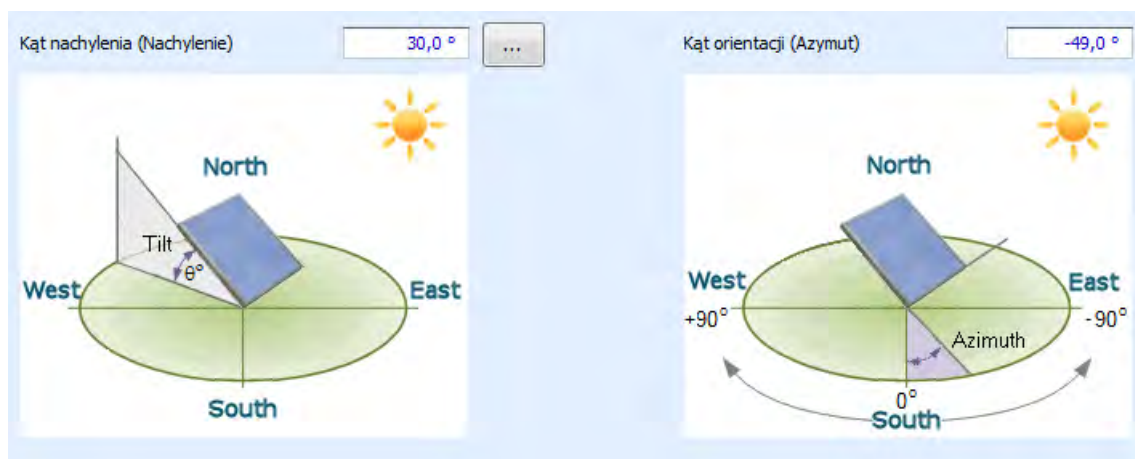 Kąt nachylenia (Nachylenie) 30,0 ° ...
North
Tilt
θ°
West
East
South
Kąt orientacji (Azymut) -49,0 °
North
West
East
+90°
-90°
Azimuth
0°
South